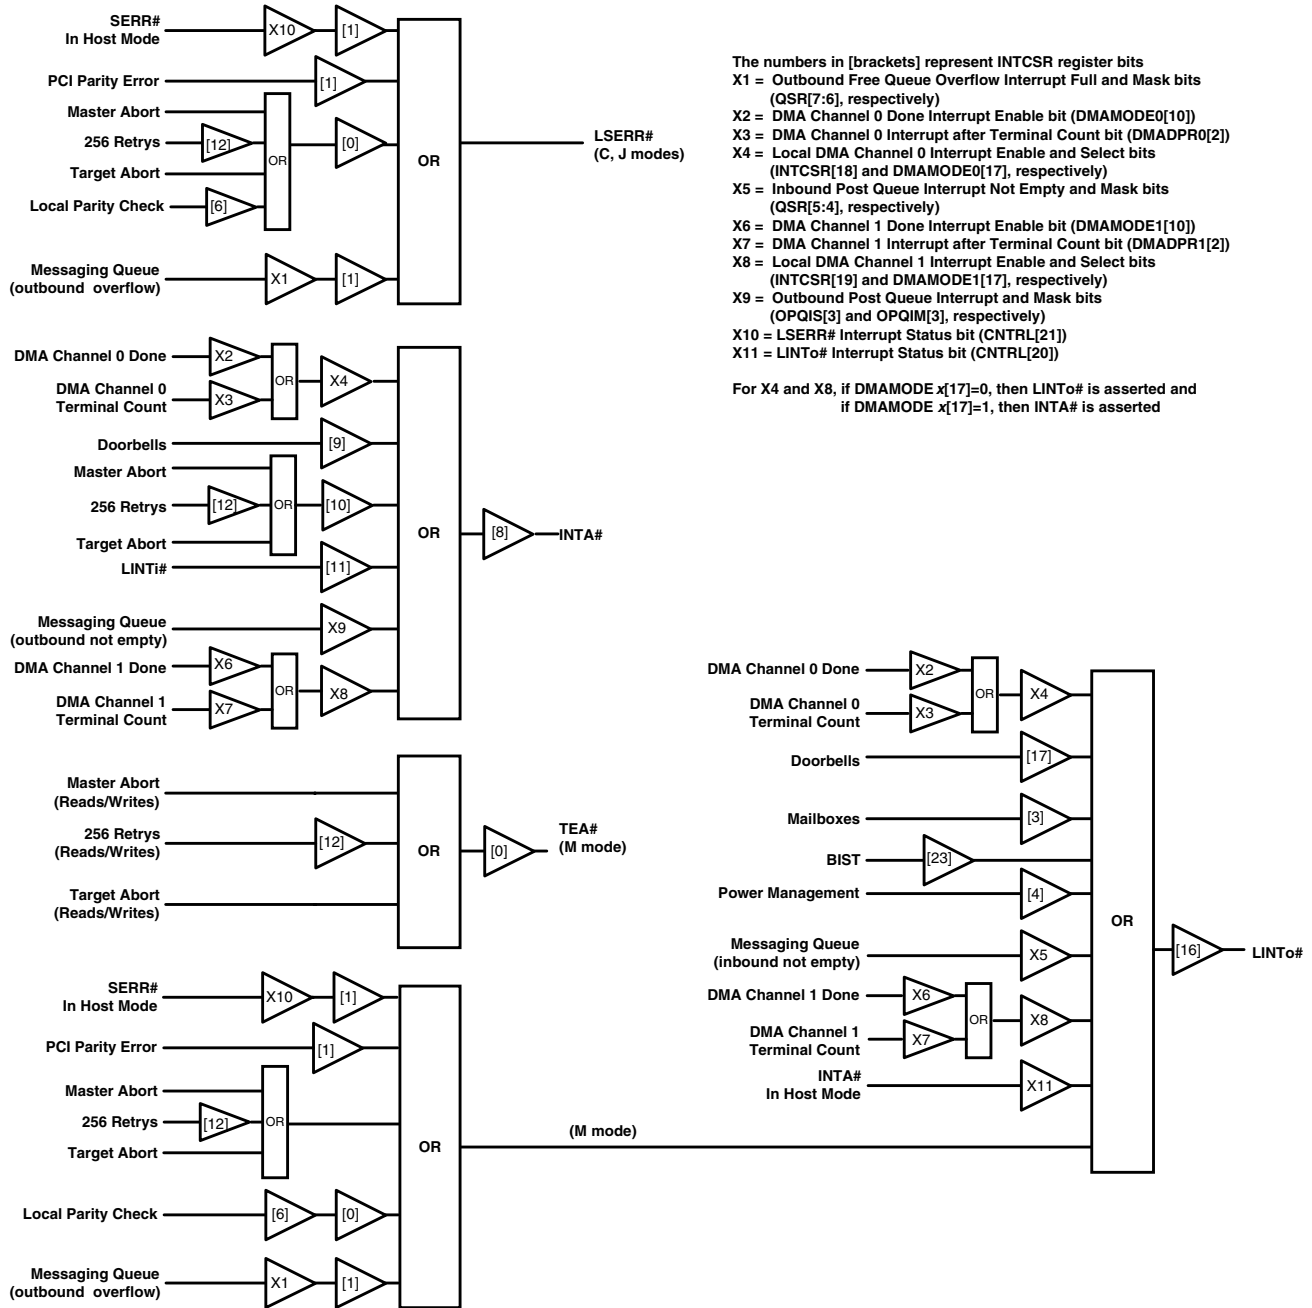 SERR#
In Host Mode
X10
[1]
PCI Parity Error
[1]
Master Abort
256 Retrys
[12]
OR
[0]
Target Abort
Local Parity Check
[6]
Messaging Queue
(outbound overflow)
X1
[1]
OR
LSERR#
(C, J modes)
The numbers in [brackets] represent INTCSR register bits
X1 = Outbound Free Queue Overflow Interrupt Full and Mask bits
(QSR[7:6], respectively)
X2 = DMA Channel 0 Done Interrupt Enable bit (DMAMODE0[10])
X3 = DMA Channel 0 Interrupt after Terminal Count bit (DMADPR0[2])
X4 = Local DMA Channel 0 Interrupt Enable and Select bits
(INTCSR[18] and DMAMODE0[17], respectively)
X5 = Inbound Post Queue Interrupt Not Empty and Mask bits
(QSR[5:4], respectively)
X6 = DMA Channel 1 Done Interrupt Enable bit (DMAMODE1[10])
X7 = DMA Channel 1 Interrupt after Terminal Count bit (DMADPR1[2])
X8 = Local DMA Channel 1 Interrupt Enable and Select bits
(INTCSR[19] and DMAMODE1[17], respectively)
X9 = Outbound Post Queue Interrupt and Mask bits
(OPQIS[3] and OPQIM[3], respectively)
X10 = LSERR# Interrupt Status bit (CNTRL[21])
X11 = LINTo# Interrupt Status bit (CNTRL[20])
For X4 and X8, if DMAMODE x[17]=0, then LINTo# is asserted and
if DMAMODE x[17]=1, then INTA# is asserted
DMA Channel 0 Done
X2
OR
X4
DMA Channel 0
Terminal Count
X3
Doorbells
[9]
Master Abort
256 Retrys
[12]
OR
[10]
Target Abort
LINTi#
[11]
Messaging Queue
(outbound not empty)
X9
DMA Channel 1 Done
X6
OR
X8
DMA Channel 1
Terminal Count
X7
OR
[8]
INTA#
Master Abort
(Reads/Writes)
256 Retrys
(Reads/Writes)
[12]
Target Abort
(Reads/Writes)
OR
[0]
TEA#
(M mode)
SERR#
In Host Mode
X10
[1]
PCI Parity Error
[1]
Master Abort
256 Retrys
[12]
OR
Target Abort
Local Parity Check
[6]
[0]
Messaging Queue
(outbound overflow)
X1
[1]
OR
(M mode)
DMA Channel 0 Done
X2
OR
X4
DMA Channel 0
Terminal Count
X3
Doorbells
[17]
Mailboxes
[3]
BIST
[23]
Power Management
[4]
Messaging Queue
(inbound not empty)
X5
DMA Channel 1 Done
X6
OR
X8
DMA Channel 1
Terminal Count
X7
INTA#
In Host Mode
X11
OR
[16]
LINTo#